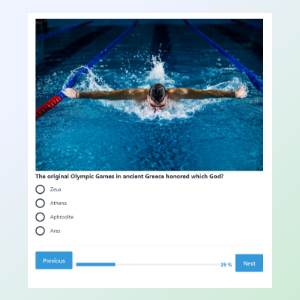 The original Olympic Games in ancient Greece honored which God?
Zeus
Athena
Aphrodite
Ares
Previous
25 %
Next